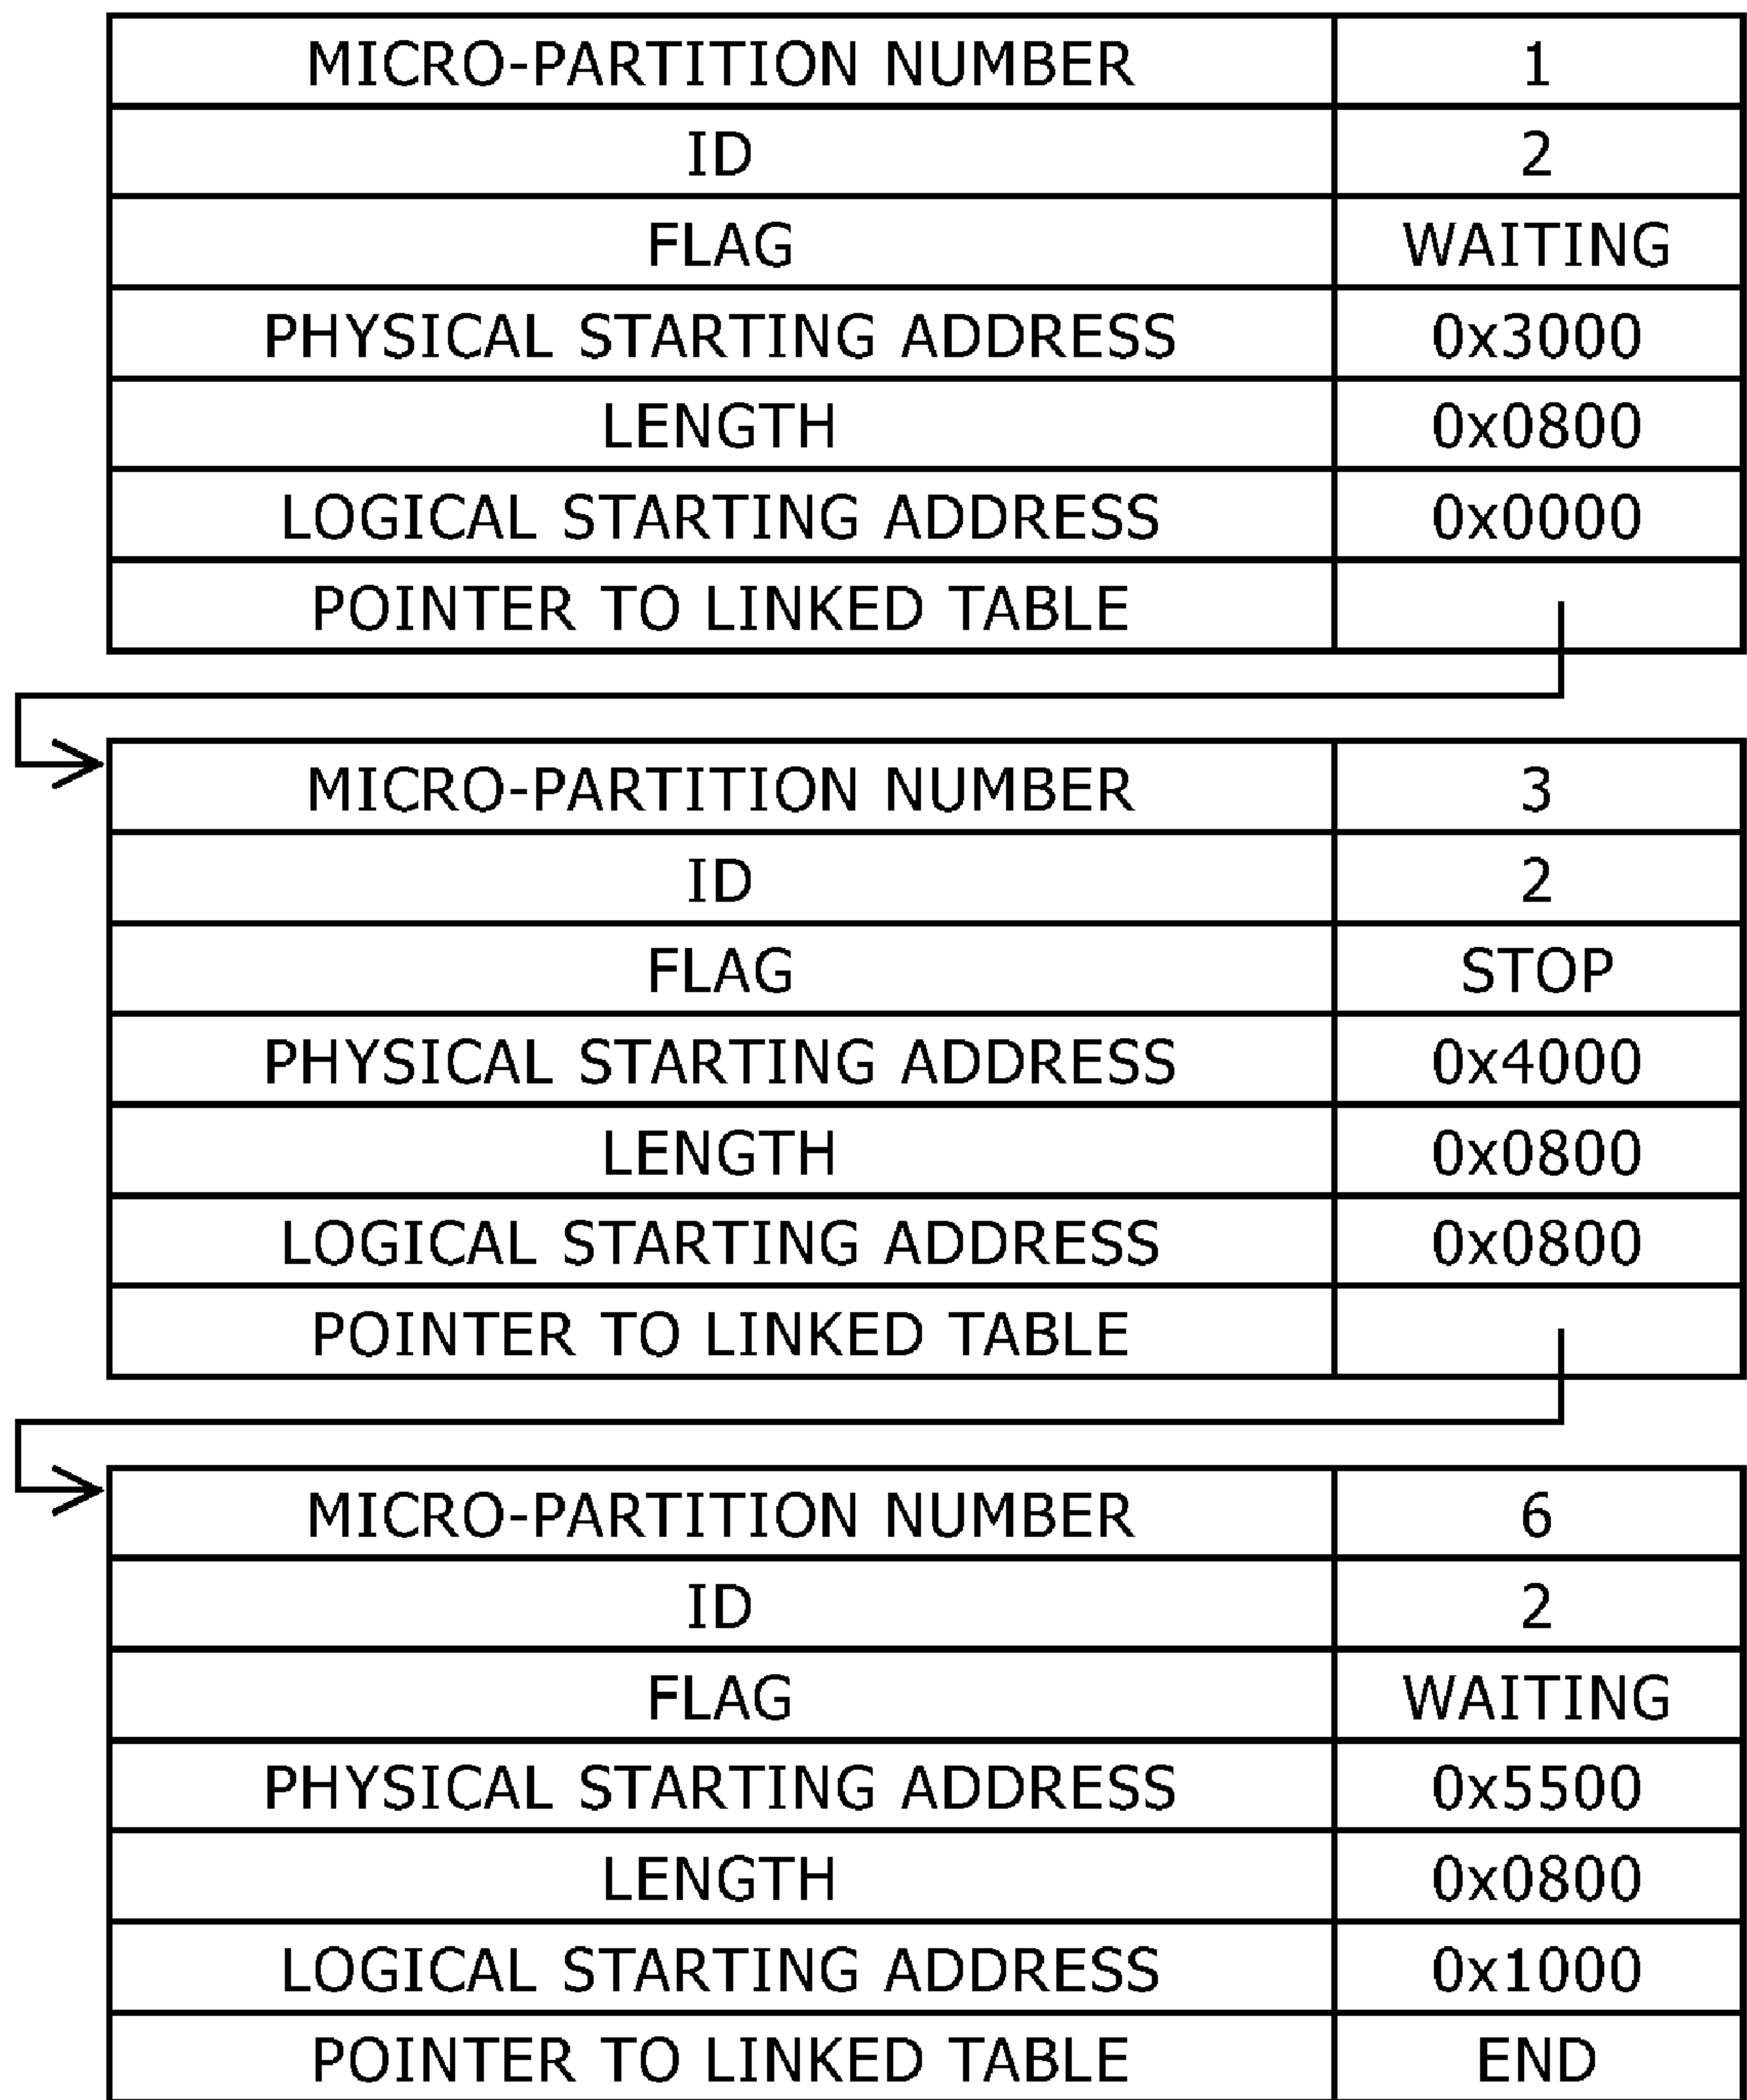 MICRO-PARTITION NUMBER 1
ID 2
FLAG WAITING
PHYSICAL STARTING ADDRESS 0x3000
LENGTH 0x0800
LOGICAL STARTING ADDRESS 0x0000
POINTER TO LINKED TABLE
MICRO-PARTITION NUMBER 3
ID 2
FLAG STOP
PHYSICAL STARTING ADDRESS 0x4000
LENGTH 0x0800
LOGICAL STARTING ADDRESS 0x0800
POINTER TO LINKED TABLE
MICRO-PARTITION NUMBER 6
ID 2
FLAG WAITING
PHYSICAL STARTING ADDRESS 0x5500
LENGTH 0x0800
LOGICAL STARTING ADDRESS 0x1000
POINTER TO LINKED TABLE END